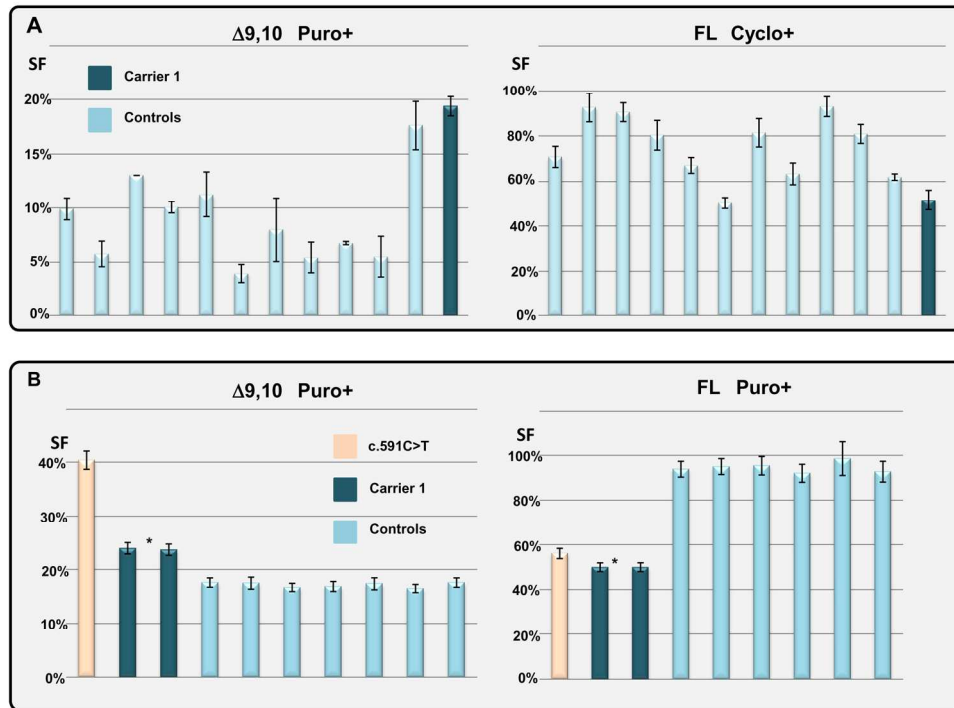 A
Δ9,10 Puro+
SF
Carrier 1
Controls
20%
15%
10%
5%
0%
FL Cyclo+
SF
100%
80%
60%
40%
20%
0%
B
Δ9,10 Puro+
SF
c.591C>T
Carrier 1
Controls
40%
30%
20%
10%
0%
*
FL Puro+
SF
100%
80%
60%
40%
20%
0%
*